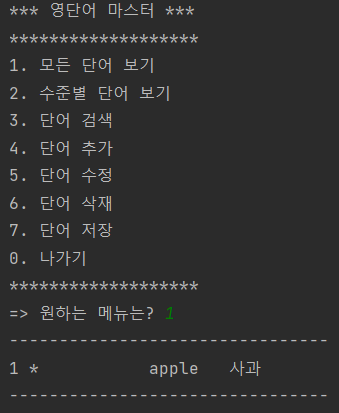 *** 영단어 마스터 ***
*******************
1. 모든 단어 보기
2. 수준별 단어 보기
3. 단어 검색
4. 단어 추가
5. 단어 수정
6. 단어 삭재
7. 단어 저장
0. 나가기
*******************
=> 원하는 메뉴는? 1
--------------------------------
1 *           apple   사과
--------------------------------